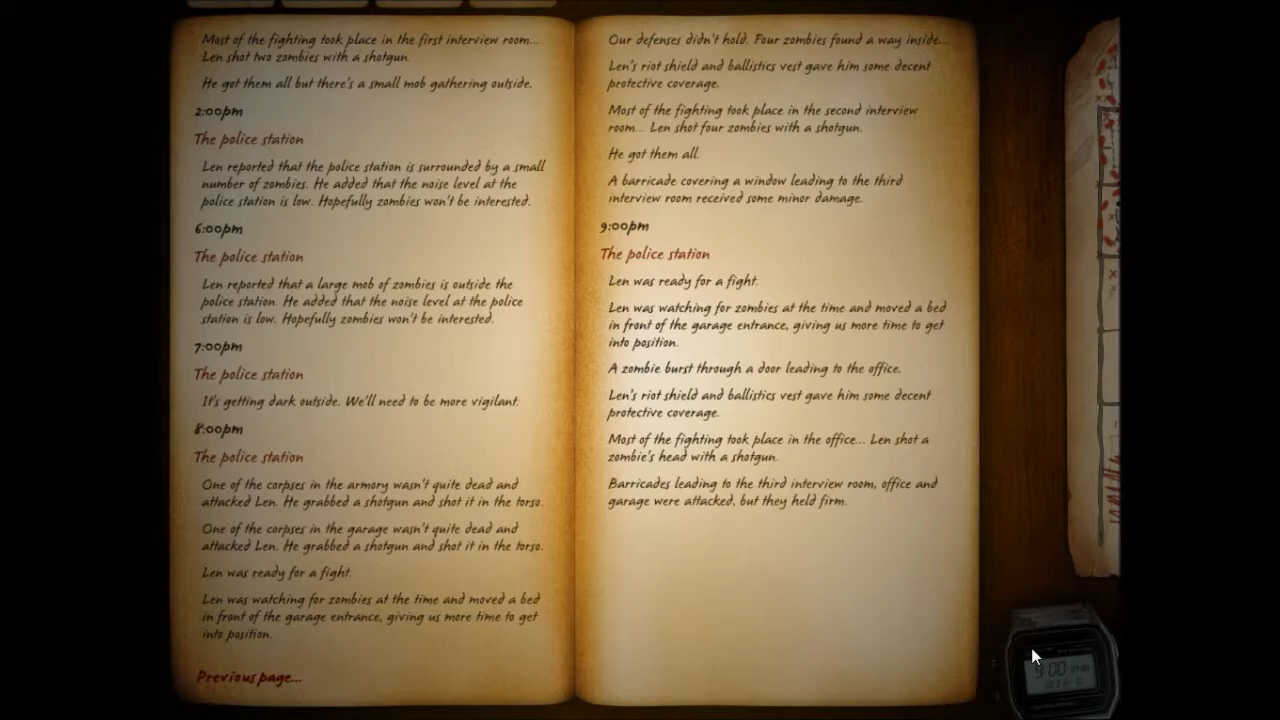 Most of the fighting took place in the first interview room...
Len shot two zombies with a shotgun.
He got them all but there's a small mob gathering outside.
2:00pm
The police station
Len reported that the police station is surrounded by a small
number of zombies. He added that the noise level at the
police station is low. Hopefully zombies won't be interested.
6:00pm
The police station
Len reported that a large mob of zombies is outside the
police station. He added that the noise level at the police
station is low. Hopefully zombies won't be interested.
7:00pm
The police station
It's getting dark outside. We'll need to be more vigilant.
8:00pm
The police station
One of the corpses in the armory wasn't quite dead and
attacked Len. He grabbed a shotgun and shot it in the torso.
One of the corpses in the garage wasn't quite dead and
attacked Len. He grabbed a shotgun and shot it in the torso.
Len was ready for a fight.
Len was watching for zombies at the time and moved a bed
in front of the garage entrance, giving us more time to get
into position.
Previous page...
Our defenses didn't hold. Four zombies found a way inside...
Len's riot shield and ballistics vest gave him some decent
protective coverage.
Most of the fighting took place in the second interview
room... Len shot four zombies with a shotgun.
He got them all.
A barricade covering a window leading to the third
interview room received some minor damage.
9:00pm
The police station
Len was ready for a fight.
Len was watching for zombies at the time and moved a bed
in front of the garage entrance, giving us more time to get
into position.
A zombie burst through a door leading to the office.
Len's riot shield and ballistics vest gave him some decent
protective coverage.
Most of the fighting took place in the office... Len shot a
zombie's head with a shotgun.
Barricades leading to the third interview room, office and
garage were attacked, but they held firm.
9:00 PM